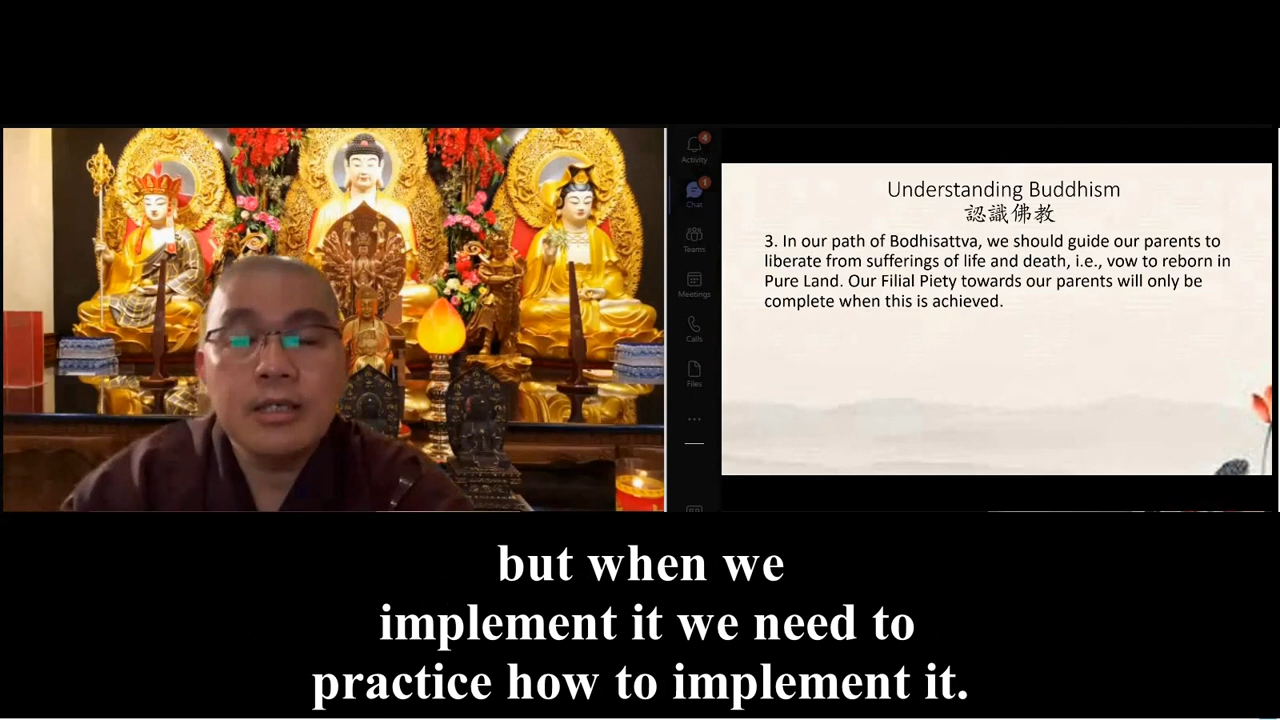 Activity
4
Chat
1
Teams
Meetings
Calls
Files
...
Understanding Buddhism
認識佛教
3. In our path of Bodhisattva, we should guide our parents to
liberate from sufferings of life and death, i.e., vow to reborn in
Pure Land. Our Filial Piety towards our parents will only be
complete when this is achieved.
but when we
implement it we need to
practice how to implement it.